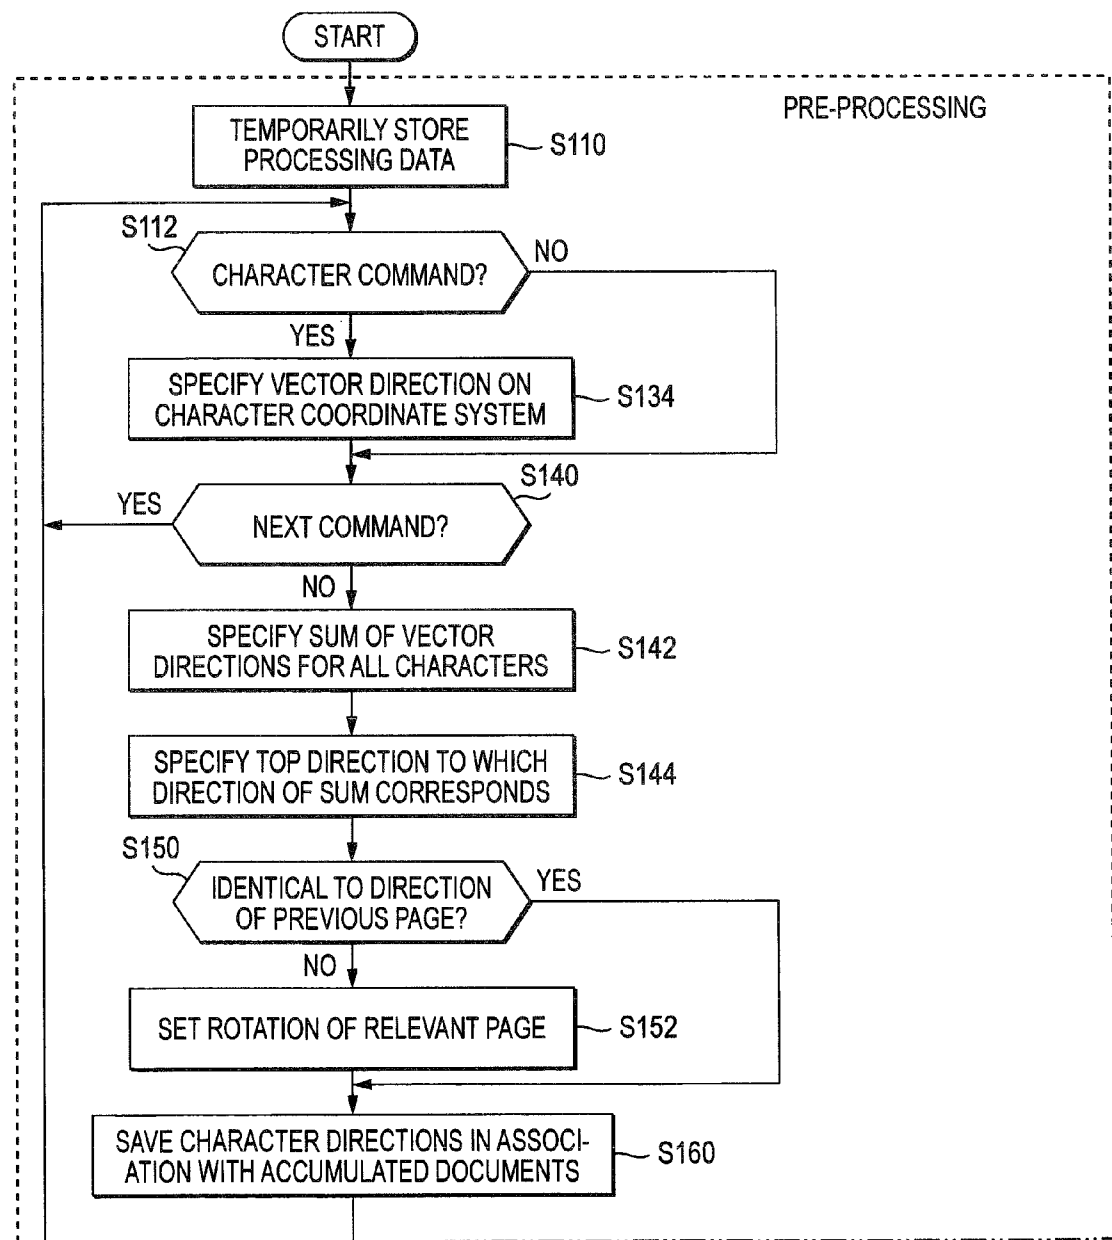 START
PRE-PROCESSING
TEMPORARILY STORE
PROCESSING DATA
S110
S112
CHARACTER COMMAND?
NO
YES
SPECIFY VECTOR DIRECTION ON
CHARACTER COORDINATE SYSTEM
S134
S140
YES
NEXT COMMAND?
NO
SPECIFY SUM OF VECTOR
DIRECTIONS FOR ALL CHARACTERS
S142
SPECIFY TOP DIRECTION TO WHICH
DIRECTION OF SUM CORRESPONDS
S144
S150
IDENTICAL TO DIRECTION
OF PREVIOUS PAGE?
YES
NO
SET ROTATION OF RELEVANT PAGE
S152
SAVE CHARACTER DIRECTIONS IN ASSOCI-
ATION WITH ACCUMULATED DOCUMENTS
S160